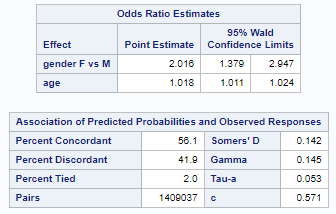 Odds Ratio Estimates
Effect Point Estimate 95% Wald Confidence Limits
gender F vs M 2.016 1.379 2.947
age 1.018 1.011 1.024
Association of Predicted Probabilities and Observed Responses
Percent Concordant 56.1 Somers' D 0.142
Percent Discordant 41.9 Gamma 0.145
Percent Tied 2.0 Tau-a 0.053
Pairs 1409037 c 0.571